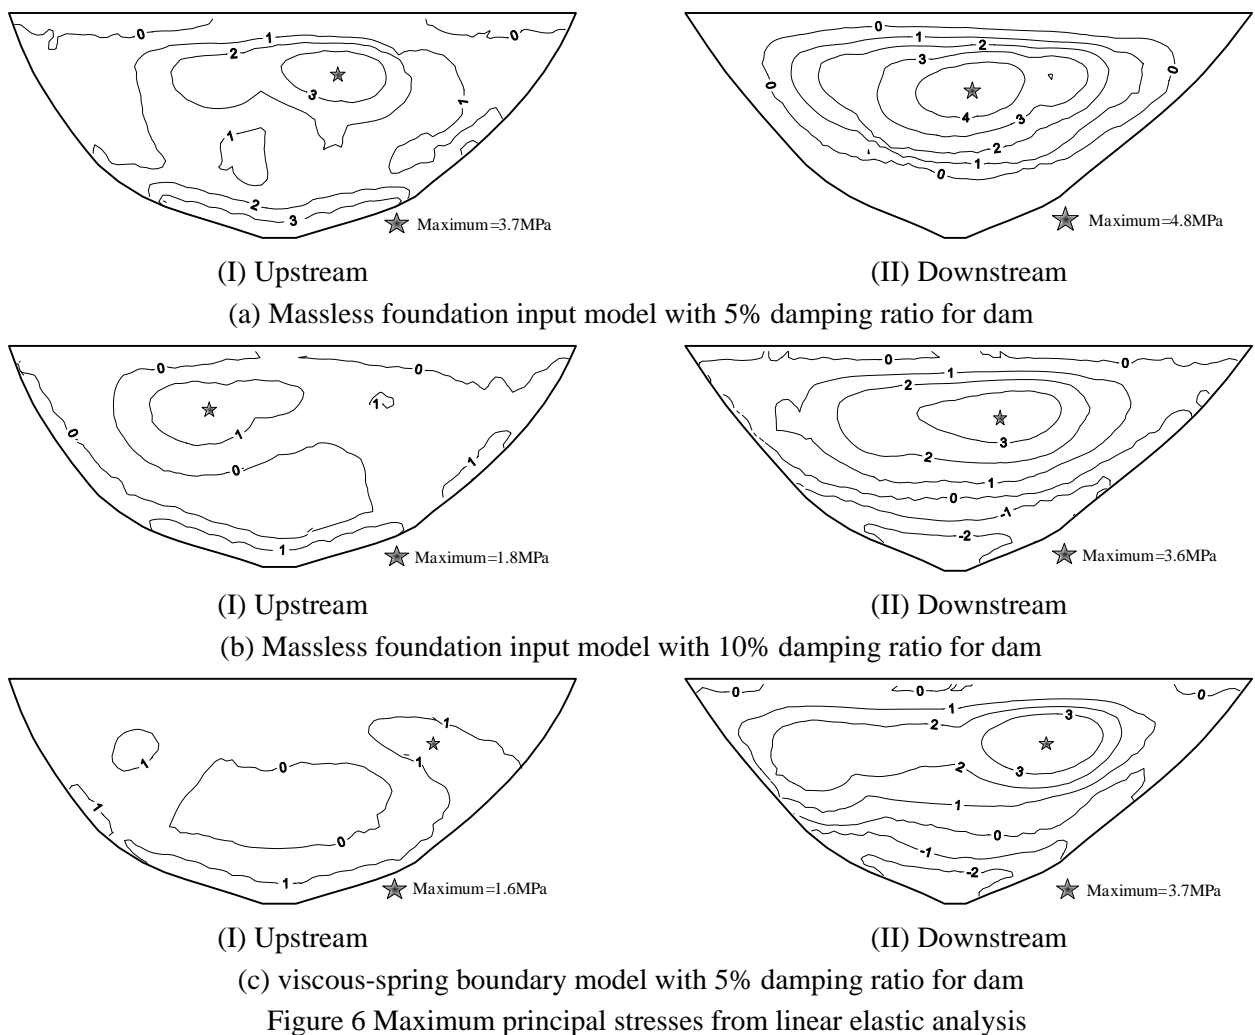 0 1 0
2
3
1
1
2
3
Maximum=3.7MPa
(I) Upstream
0
1
2
3
0 0
4 3
2
1
0
Maximum=4.8MPa
(II) Downstream
(a) Massless foundation input model with 5% damping ratio for dam
0 0
1
0 1
0
1
1
Maximum=1.8MPa
(I) Upstream
0 0
1
2
3
2
1
0
-1
-2
Maximum=3.6MPa
(II) Downstream
(b) Massless foundation input model with 10% damping ratio for dam
1
1 1
0
1
0
1
Maximum=1.6MPa
(I) Upstream
0 0 0
1
2 3
2 3
1
0
-1
-2
Maximum=3.7MPa
(II) Downstream
(c) viscous-spring boundary model with 5% damping ratio for dam
Figure 6 Maximum principal stresses from linear elastic analysis